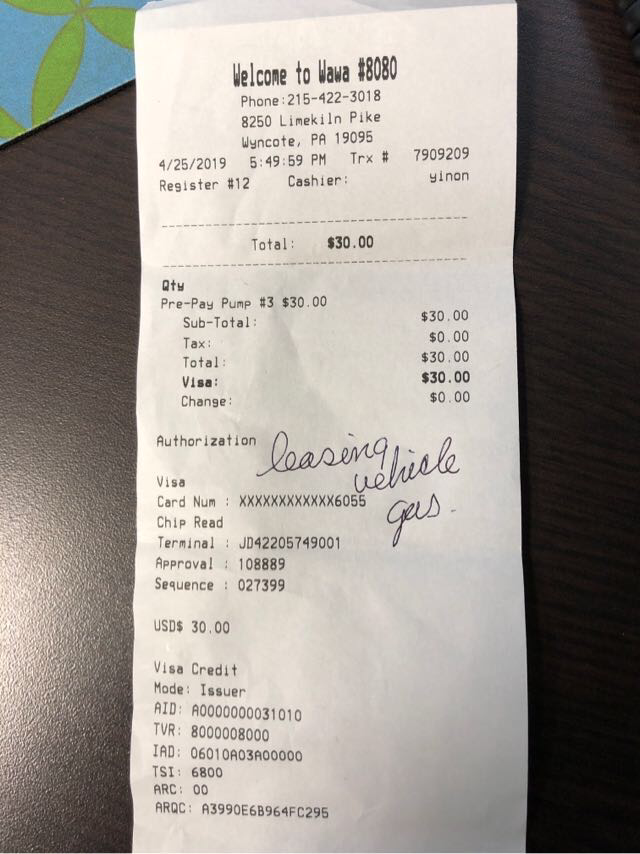 Welcome to Wawa #8080
Phone:215-422-3018
8250 Limekiln Pike
Wyncote, PA 19095
4/25/2019 5:49:59 PM Trx # 7909209
Register #12 Cashier: yinon
Total: $30.00
Qty
Pre-Pay Pump #3 $30.00
Sub-Total: $30.00
Tax: $0.00
Total: $30.00
Visa: $30.00
Change: $0.00
Authorization
leasing
vehicle
gas.
Visa
Card Num : XXXXXXXXXXXX6055
Chip Read
Terminal : JD42205749001
Approval : 108889
Sequence : 027399
USD$ 30.00
Visa Credit
Mode: Issuer
AID: A0000000031010
TVR: 8000008000
IAD: 06010A03A00000
TSI: 6800
ARC: 00
ARQC: A3990E6B964FC295